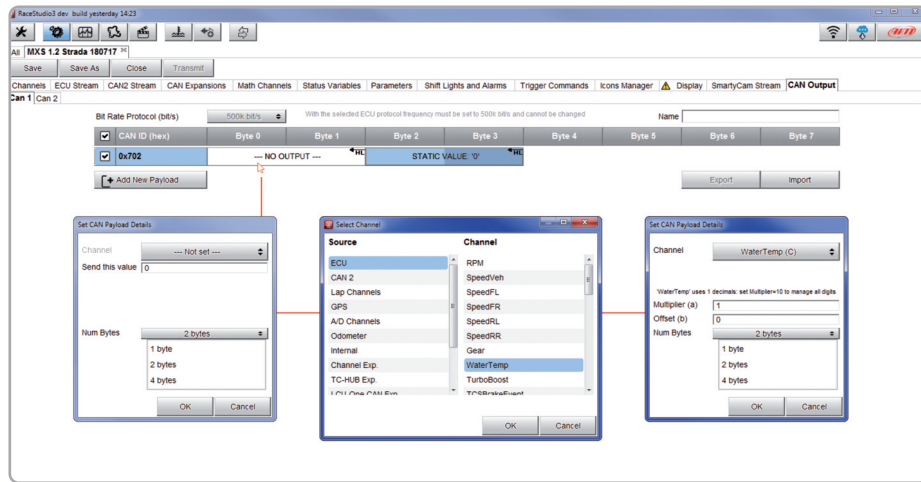 RaceStudio3 dev build yesterday 14:23
AiM
All MXS 1.2 Strada 180717
Save Save As Close Transmit
Channels ECU Stream CAN2 Stream CAN Expansions Math Channels Status Variables Parameters Shift Lights and Alarms Trigger Commands Icons Manager Display SmartyCam Stream CAN Output
Can 1 Can 2
Bit Rate Protocol (bit/s) 500k bit/s With the selected ECU protocol frequency must be set to 500k bit/s and cannot be changed Name
CAN ID (hex) Byte 0 Byte 1 Byte 2 Byte 3 Byte 4 Byte 5 Byte 6 Byte 7
0x702 --- NO OUTPUT --- HL STATIC VALUE: '0' HL
Add New Payload Export Import
Set CAN Payload Details
Channel --- Not set ---
Send this value 0
Num Bytes 2 bytes
1 byte
2 bytes
4 bytes
OK Cancel
Select Channel
Source Channel
ECU RPM
CAN 2 SpeedVeh
Lap Channels SpeedFL
GPS SpeedFR
A/D Channels SpeedRL
Odometer SpeedRR
Internal Gear
Channel Exp. WaterTemp
TC-HUB Exp. TurboBoost
LCU One CAN Exp TCSBrakeEvent
OK Cancel
Set CAN Payload Details
Channel WaterTemp (C)
'WaterTemp' uses 1 decimals: set Multiplier=10 to manage all digits
Multiplier (a) 1
Offset (b) 0
Num Bytes 2 bytes
1 byte
2 bytes
4 bytes
OK Cancel